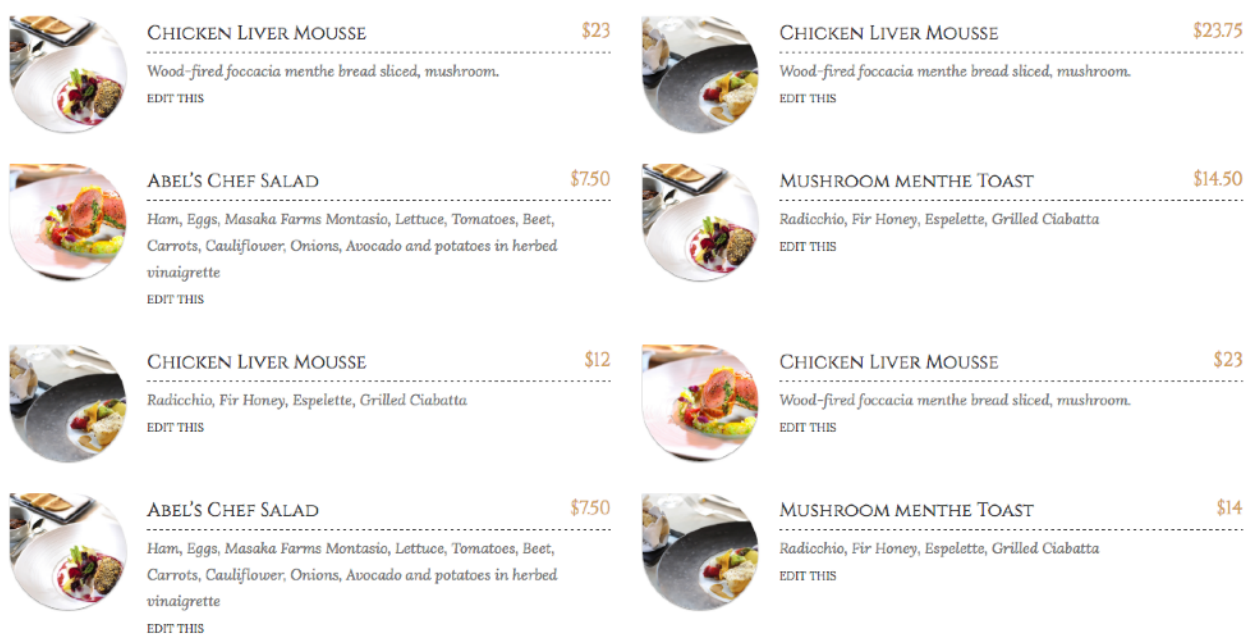 CHICKEN LIVER MOUSSE $23
Wood-fired foccacia menthe bread sliced, mushroom.
EDIT THIS
ABEL'S CHEF SALAD $7.50
Ham, Eggs, Masaka Farms Montasio, Lettuce, Tomatoes, Beet,
Carrots, Cauliflower, Onions, Avocado and potatoes in herbed
vinaigrette
EDIT THIS
CHICKEN LIVER MOUSSE $12
Radicchio, Fir Honey, Espelette, Grilled Ciabatta
EDIT THIS
ABEL'S CHEF SALAD $7.50
Ham, Eggs, Masaka Farms Montasio, Lettuce, Tomatoes, Beet,
Carrots, Cauliflower, Onions, Avocado and potatoes in herbed
vinaigrette
EDIT THIS
CHICKEN LIVER MOUSSE $23.75
Wood-fired foccacia menthe bread sliced, mushroom.
EDIT THIS
MUSHROOM MENTHE TOAST $14.50
Radicchio, Fir Honey, Espelette, Grilled Ciabatta
EDIT THIS
CHICKEN LIVER MOUSSE $23
Wood-fired foccacia menthe bread sliced, mushroom.
EDIT THIS
MUSHROOM MENTHE TOAST $14
Radicchio, Fir Honey, Espelette, Grilled Ciabatta
EDIT THIS